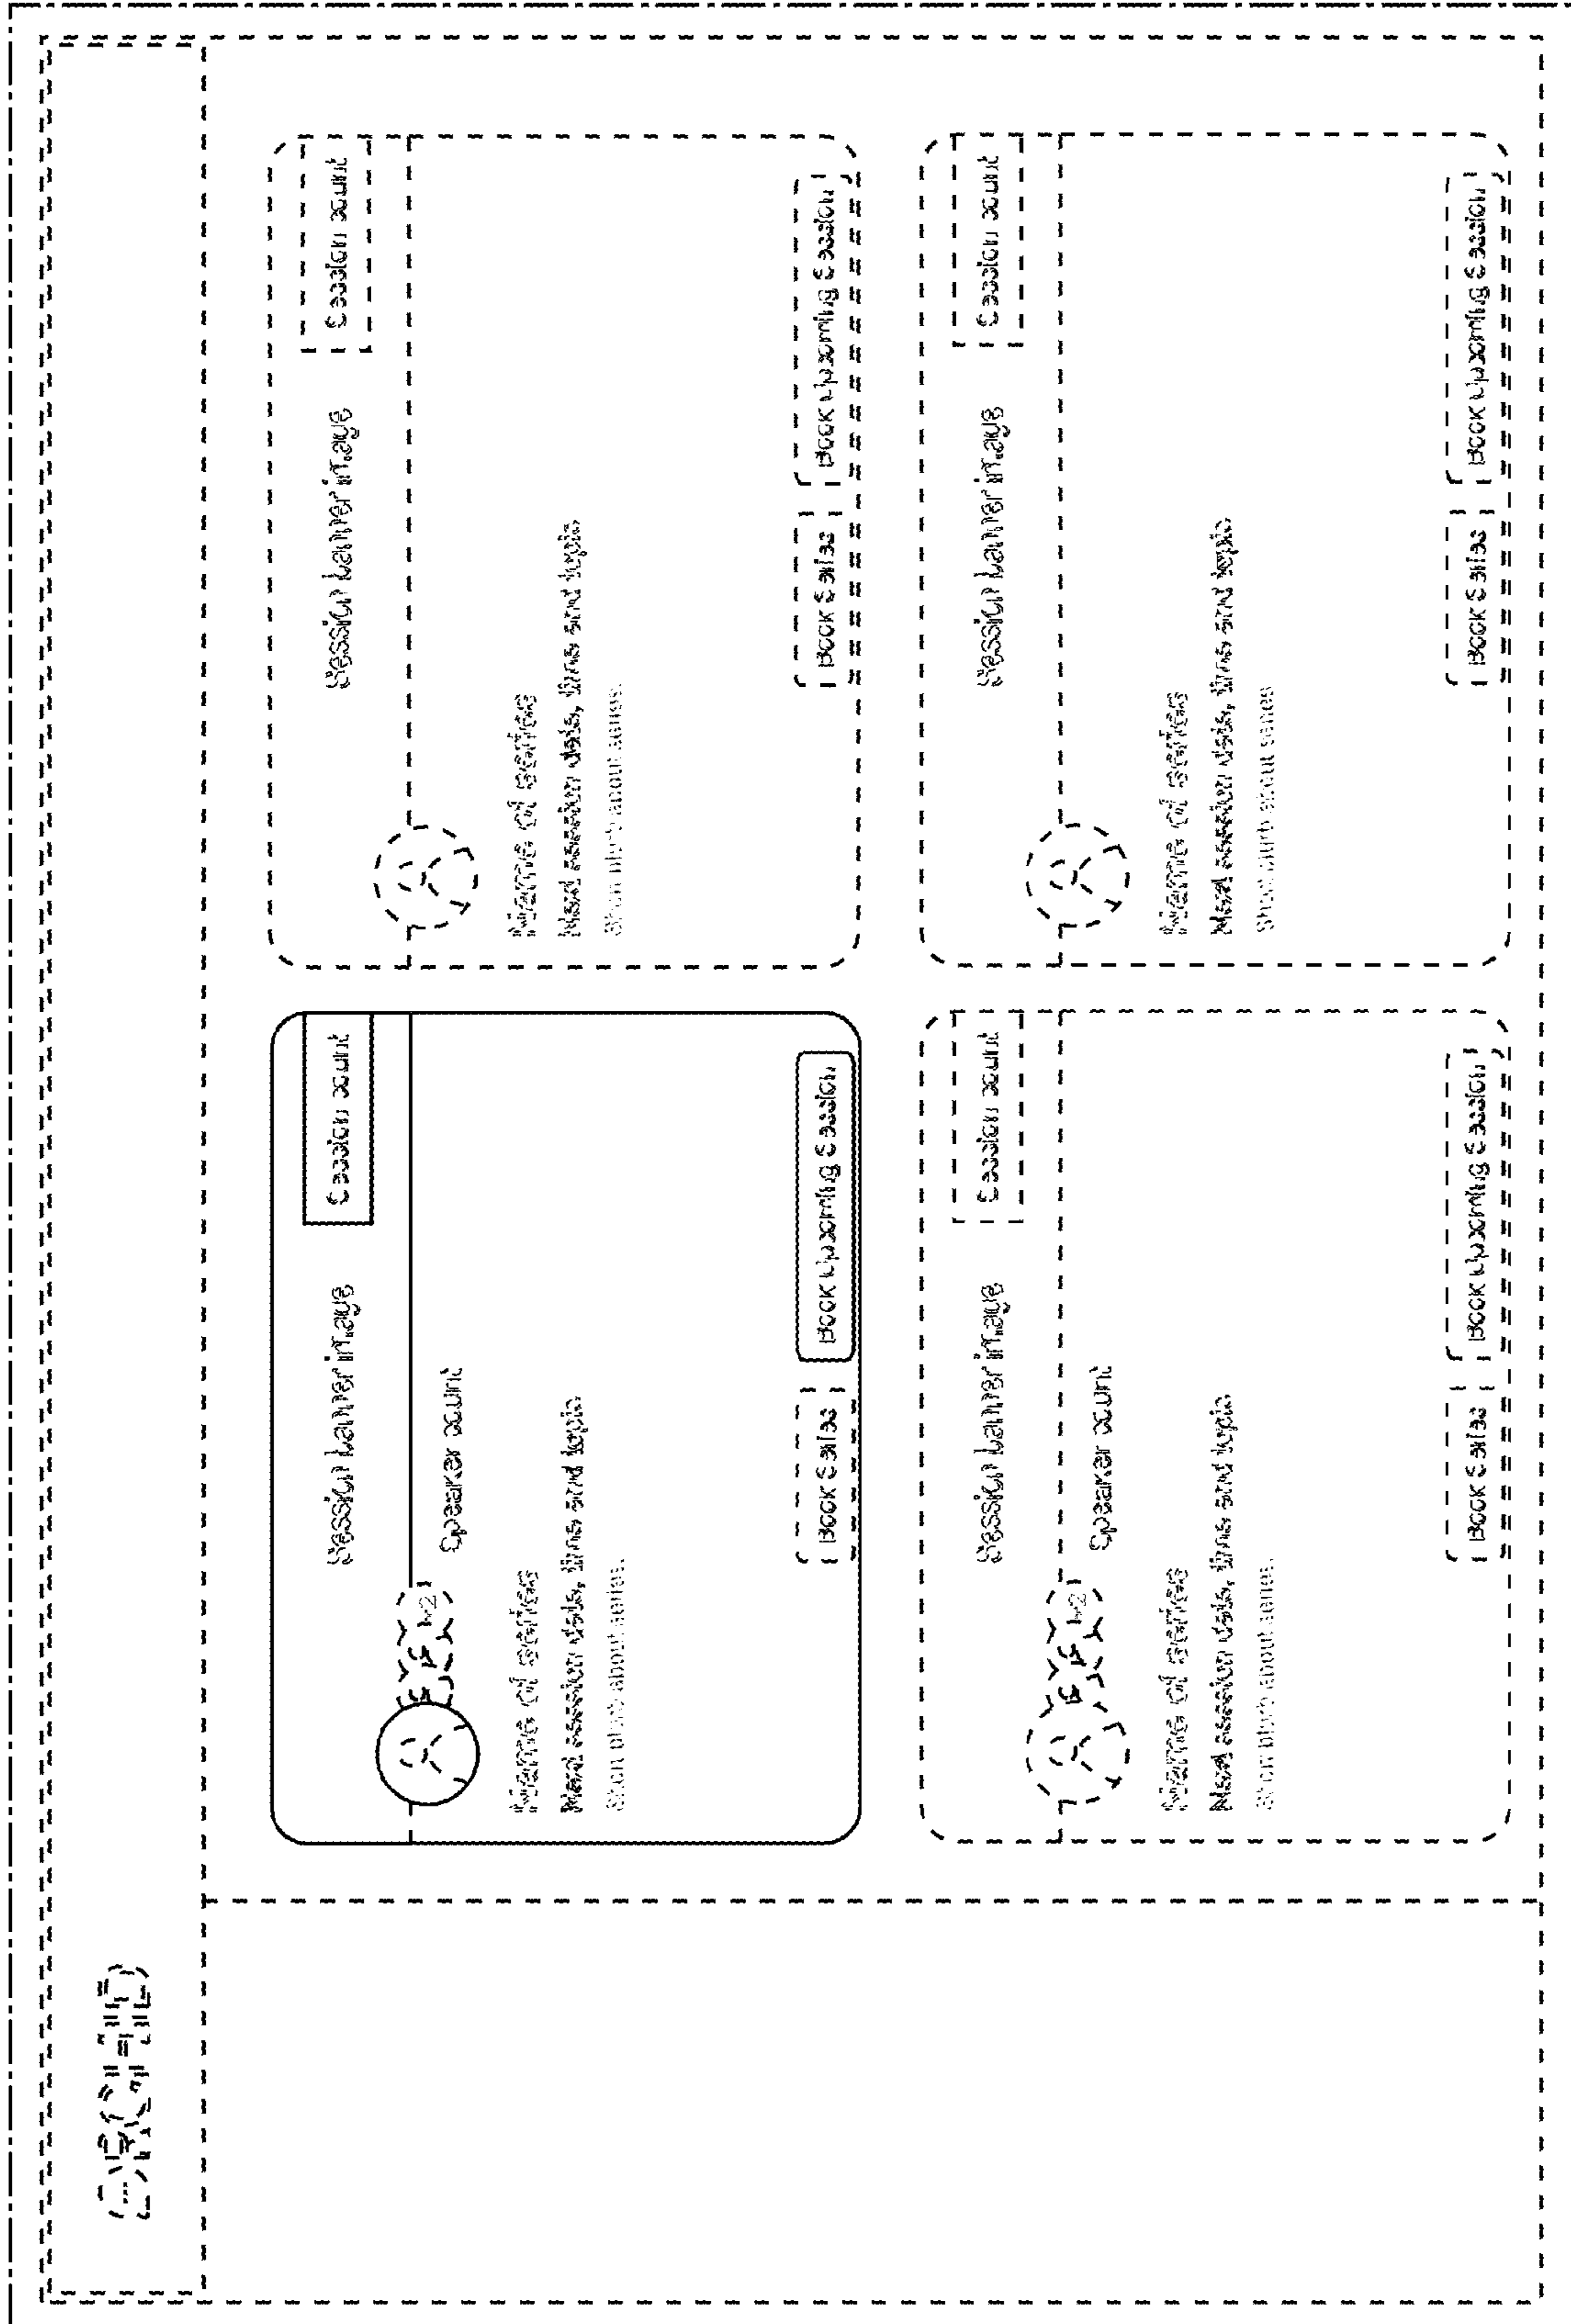 Session banner image
Session count
+2
Speaker count
Name of series
Next session date, time and topic
Short blurb about series.
Book Series
Book Upcoming Session
Session banner image
Session count
Name of series
Next session date, time and topic
Short blurb about series.
Book Series
Book Upcoming Session
Session banner image
Session count
+2
Speaker count
Name of series
Next session date, time and topic
Short blurb about series.
Book Series
Book Upcoming Session
Session banner image
Session count
Name of series
Next session date, time and topic
Short blurb about series
Book Series
Book Upcoming Session